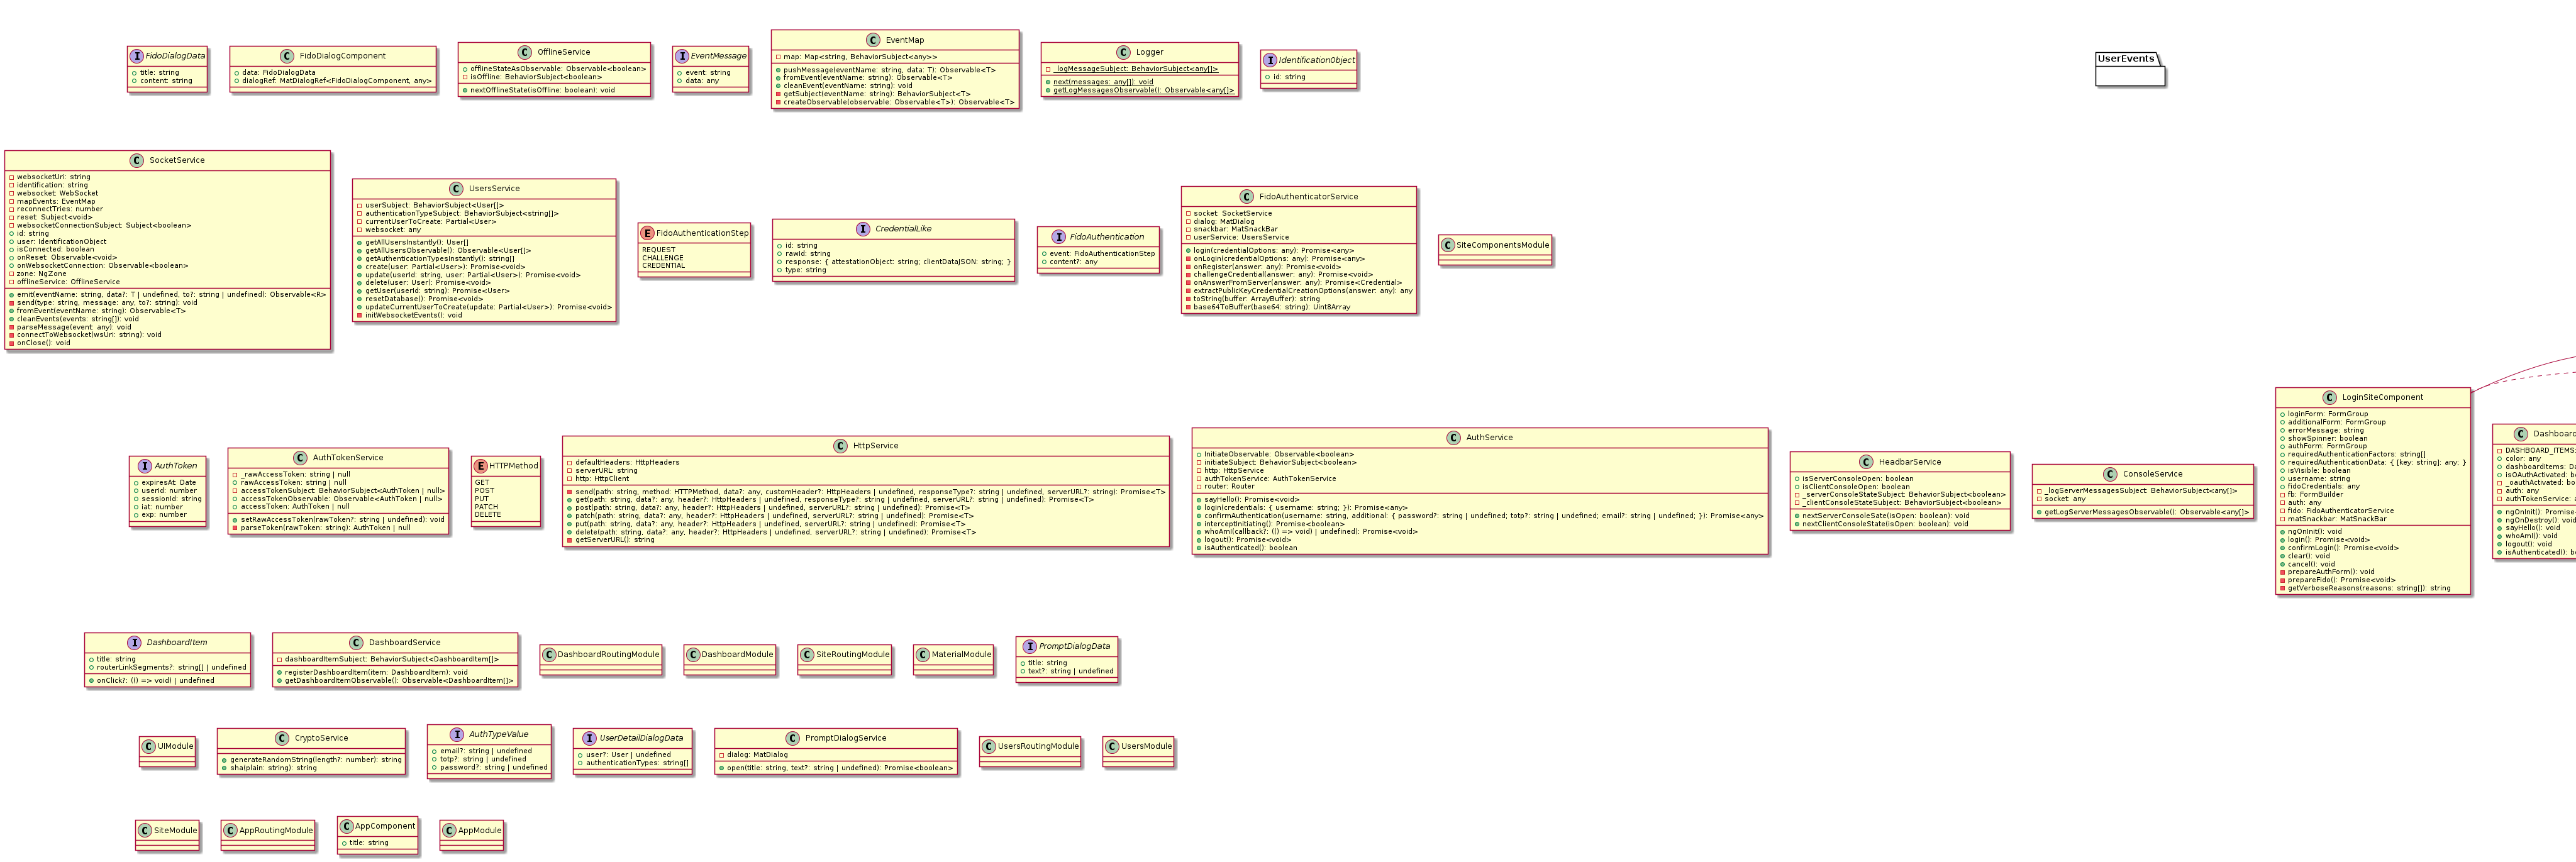 FidoDialogData
title: string
content: string
FidoDialogComponent
data: FidoDialogData
dialogRef: MatDialogRef<FidoDialogComponent, any>
OfflineService
offlineStateAsObservable: Observable<boolean>
isOffline: BehaviorSubject<boolean>
nextOfflineState(isOffline: boolean): void
EventMessage
event: string
data: any
EventMap
map: Map<string, BehaviorSubject<any>>
pushMessage(eventName: string, data: T): Observable<T>
fromEvent(eventName: string): Observable<T>
cleanEvent(eventName: string): void
getSubject(eventName: string): BehaviorSubject<T>
createObservable(observable: Observable<T>): Observable<T>
Logger
_logMessageSubject: BehaviorSubject<any[]>
next(messages: any[]): void
getLogMessagesObservable(): Observable<any[]>
IdentificationObject
id: string
UserEvents
SocketService
websocketUri: string
identification: string
websocket: WebSocket
mapEvents: EventMap
reconnectTries: number
reset: Subject<void>
websocketConnectionSubject: Subject<boolean>
id: string
user: IdentificationObject
isConnected: boolean
onReset: Observable<void>
onWebsocketConnection: Observable<boolean>
zone: NgZone
offlineService: OfflineService
emit(eventName: string, data?: T | undefined, to?: string | undefined): Observable<R>
send(type: string, message: any, to?: string): void
fromEvent(eventName: string): Observable<T>
cleanEvents(events: string[]): void
parseMessage(event: any): void
connectToWebsocket(wsUri: string): void
onClose(): void
UsersService
userSubject: BehaviorSubject<User[]>
authenticationTypeSubject: BehaviorSubject<string[]>
currentUserToCreate: Partial<User>
websocket: any
getAllUsersInstantly(): User[]
getAllUsersObservable(): Observable<User[]>
getAuthenticationTypesInstantly(): string[]
create(user: Partial<User>): Promise<void>
update(userId: string, user: Partial<User>): Promise<void>
delete(user: User): Promise<void>
getUser(userId: string): Promise<User>
resetDatabase(): Promise<void>
updateCurrentUserToCreate(update: Partial<User>): Promise<void>
initWebsocketEvents(): void
FidoAuthenticationStep
REQUEST
CHALLENGE
CREDENTIAL
CredentialLike
id: string
rawId: string
response: { attestationObject: string; clientDataJSON: string; }
type: string
FidoAuthentication
event: FidoAuthenticationStep
content?: any
FidoAuthenticatorService
socket: SocketService
dialog: MatDialog
snackbar: MatSnackBar
userService: UsersService
login(credentialOptions: any): Promise<any>
onLogin(credentialOptions: any): Promise<any>
onRegister(answer: any): Promise<void>
challengeCredential(answer: any): Promise<void>
onAnswerFromServer(answer: any): Promise<Credential>
extractPublicKeyCredentialCreationOptions(answer: any): any
toString(buffer: ArrayBuffer): string
base64ToBuffer(base64: string): Uint8Array
SiteComponentsModule
AuthToken
expiresAt: Date
userId: number
sessionId: string
iat: number
exp: number
AuthTokenService
_rawAccessToken: string | null
rawAccessToken: string | null
accessTokenSubject: BehaviorSubject<AuthToken | null>
accessTokenObservable: Observable<AuthToken | null>
accessToken: AuthToken | null
setRawAccessToken(rawToken?: string | undefined): void
parseToken(rawToken: string): AuthToken | null
HTTPMethod
GET
POST
PUT
PATCH
DELETE
HttpService
defaultHeaders: HttpHeaders
serverURL: string
http: HttpClient
send(path: string, method: HTTPMethod, data?: any, customHeader?: HttpHeaders | undefined, responseType?: string | undefined, serverURL?: string): Promise<T>
get(path: string, data?: any, header?: HttpHeaders | undefined, responseType?: string | undefined, serverURL?: string | undefined): Promise<T>
post(path: string, data?: any, header?: HttpHeaders | undefined, serverURL?: string | undefined): Promise<T>
patch(path: string, data?: any, header?: HttpHeaders | undefined, serverURL?: string | undefined): Promise<T>
put(path: string, data?: any, header?: HttpHeaders | undefined, serverURL?: string | undefined): Promise<T>
delete(path: string, data?: any, header?: HttpHeaders | undefined, serverURL?: string | undefined): Promise<T>
getServerURL(): string
AuthService
InitiateObservable: Observable<boolean>
initiateSubject: BehaviorSubject<boolean>
http: HttpService
authTokenService: AuthTokenService
router: Router
sayHello(): Promise<void>
login(credentials: { username: string; }): Promise<any>
confirmAuthentication(username: string, additional: { password?: string | undefined; totp?: string | undefined; email?: string | undefined; }): Promise<any>
interceptInitiating(): Promise<boolean>
whoAmI(callback?: (() => void) | undefined): Promise<void>
logout(): Promise<void>
isAuthenticated(): boolean
HeadbarService
isServerConsoleOpen: boolean
isClientConsoleOpen: boolean
_serverConsoleStateSubject: BehaviorSubject<boolean>
_clientConsoleStateSubject: BehaviorSubject<boolean>
nextServerConsoleState(isOpen: boolean): void
nextClientConsoleState(isOpen: boolean): void
ConsoleService
_logServerMessagesSubject: BehaviorSubject<any[]>
socket: any
getLogServerMessagesObservable(): Observable<any[]>
LoginSiteComponent
loginForm: FormGroup
additionalForm: FormGroup
errorMessage: string
showSpinner: boolean
authForm: FormGroup
requiredAuthenticationFactors: string[]
requiredAuthenticationData: { [key: string]: any; }
isVisible: boolean
username: string
fidoCredentials: any
fb: FormBuilder
auth: any
fido: FidoAuthenticatorService
matSnackbar: MatSnackBar
ngOnInit(): void
login(): Promise<void>
confirmLogin(): Promise<void>
clear(): void
cancel(): void
prepareAuthForm(): void
prepareFido(): Promise<void>
getVerboseReasons(reasons: string[]): string
Dashboard
DASHBOARD_ITEMS:
color: any
dashboardItems: Da
isOAuthActivated: b
_oauthActivated: bo
auth: any
authTokenService: a
ngOnInit(): Promise<
ngOnDestroy(): void
sayHello(): void
whoAmI(): void
logout(): void
isAuthenticated(): b
DashboardItem
title: string
routerLinkSegments?: string[] | undefined
onClick?: (() => void) | undefined
DashboardService
dashboardItemSubject: BehaviorSubject<DashboardItem[]>
registerDashboardItem(item: DashboardItem): void
getDashboardItemObservable(): Observable<DashboardItem[]>
DashboardRoutingModule
DashboardModule
SiteRoutingModule
MaterialModule
PromptDialogData
title: string
text?: string | undefined
UIModule
CryptoService
generateRandomString(length?: number): string
sha(plain: string): string
AuthTypeValue
email?: string | undefined
totp?: string | undefined
password?: string | undefined
UserDetailDialogData
user?: User | undefined
authenticationTypes: string[]
PromptDialogService
dialog: MatDialog
open(title: string, text?: string | undefined): Promise<boolean>
UsersRoutingModule
UsersModule
SiteModule
AppRoutingModule
AppComponent
title: string
AppModule